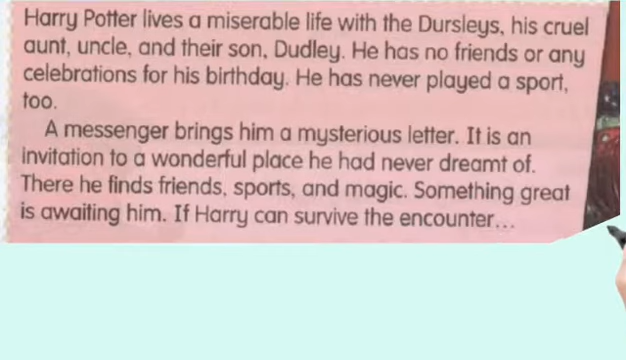 Harry Potter lives a miserable life with the Dursleys, his cruel
aunt, uncle, and their son, Dudley. He has no friends or any
celebrations for his birthday. He has never played a sport,
too.
A messenger brings him a mysterious letter. It is an
invitation to a wonderful place he had never dreamt of.
There he finds friends, sports, and magic. Something great
is awaiting him. If Harry can survive the encounter...